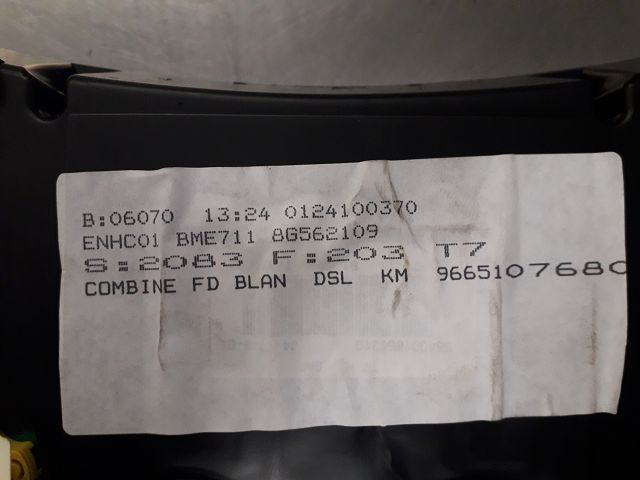 B:06070 13:24 0124100370
ENHC01 BME711 8G562109
S:2083 F:203 T7
COMBINE FD BLAN DSL KM 9665107680